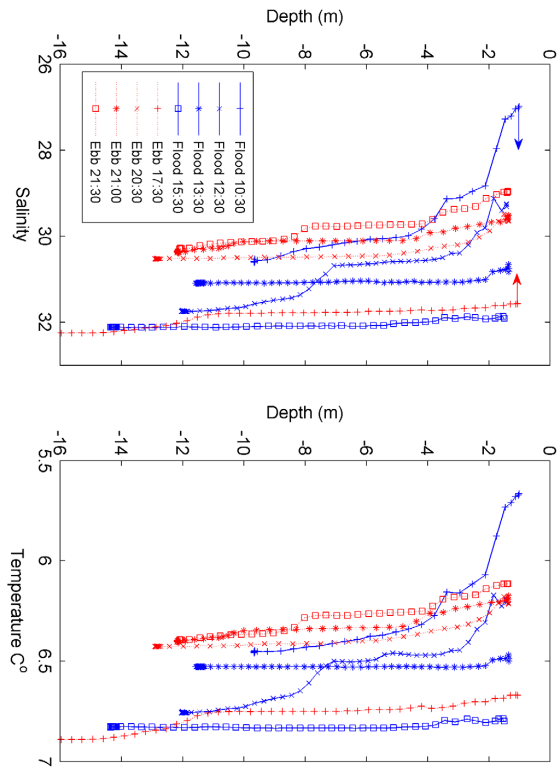 Depth (m)
-16
-14
-12
-10
-8
-6
-4
-2
0
26
28
30
32
Salinity
Flood 10:30
Flood 12:30
Flood 13:30
Flood 15:30
Ebb 17:30
Ebb 20:30
Ebb 21:00
Ebb 21:30
Depth (m)
-16
-14
-12
-10
-8
-6
-4
-2
0
5.5
6
6.5
7
Temperature C⁰